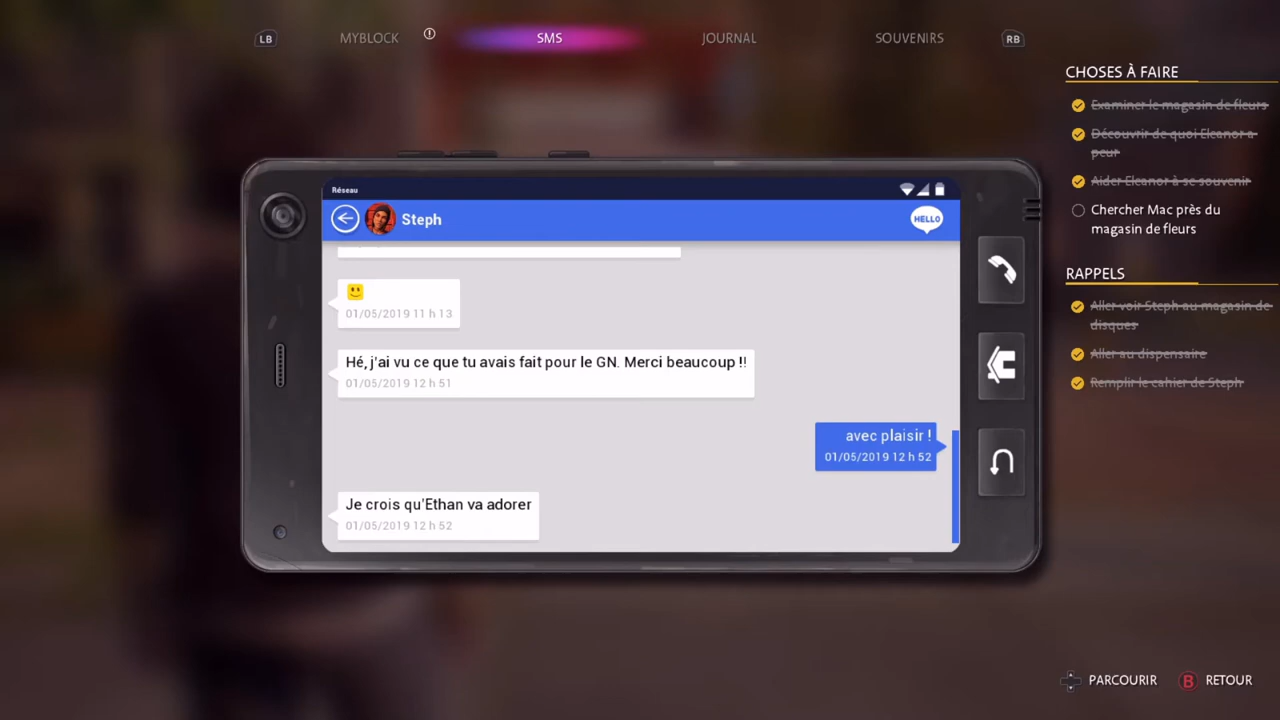 LB
MYBLOCK
SMS
JOURNAL
SOUVENIRS
RB
CHOSES À FAIRE
Examiner le magasin de fleurs
Découvrir de quoi Eleanor a
peur
Aider Eleanor à se souvenir
Chercher Mac près du
magasin de fleurs
RAPPELS
Aller voir Steph au magasin de
disques
Aller au dispensaire
Remplir le cahier de Steph
Réseau
Steph
HELLO
01/05/2019 11 h 13
Hé, j'ai vu ce que tu avais fait pour le GN. Merci beaucoup !!
01/05/2019 12 h 51
avec plaisir !
01/05/2019 12 h 52
Je crois qu'Ethan va adorer
01/05/2019 12 h 52
PARCOURIR
B RETOUR